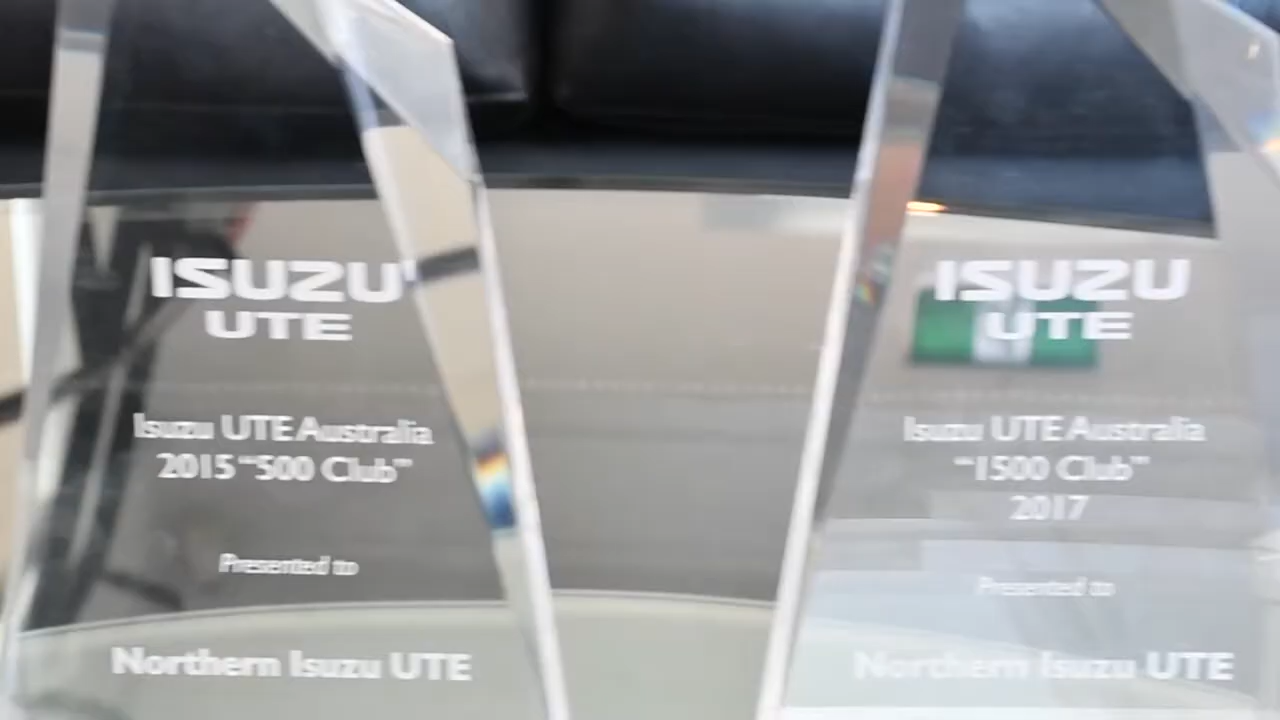 ISUZU
UTE
Isuzu UTE Australia
2015 "500 Club"
Presented to
Northern Isuzu UTE
ISUZU
UTE
Isuzu UTE Australia
"1500 Club"
2017
Presented to
Northern Isuzu UTE